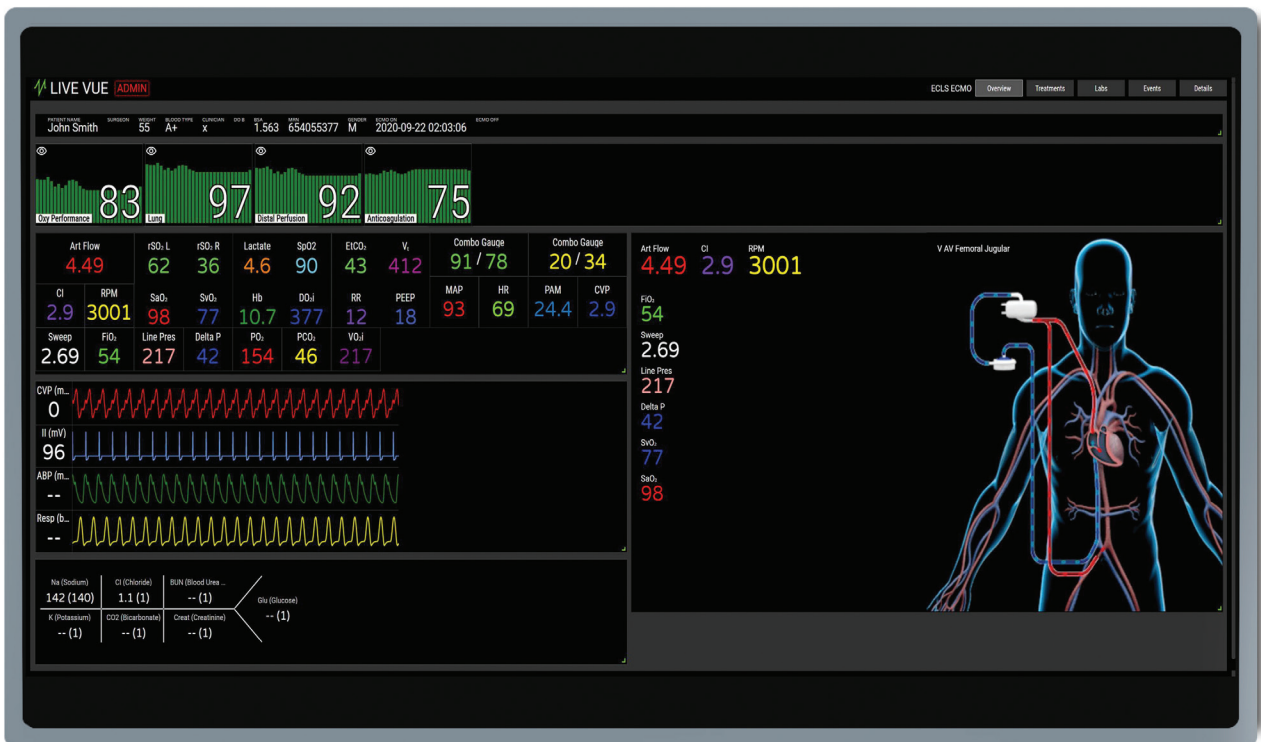 LIVE VUE ADMIN
ECLS ECMO Overview Treatments Labs Events Details
PATIENT NAME SURGEON WEIGHT BLOOD TYPE CLINICIAN DO B BSA MRN GENDER ECMO ON ECMO OFF
John Smith 55 A+ x 1.563 654055377 M 2020-09-22 02:03:06
83 97 92 75
Oxy Performance Lung Distal Perfusion Anticoagulation
Art Flow rSO₂ L rSO₂ R Lactate SpO2 EtCO₂ Vt Combo Gauge Combo Gauge
4.49 62 36 4.6 90 43 412 91/78 20/34
CI RPM SaO₂ SvO₂ Hb DO₂i RR PEEP MAP HR PAM CVP
2.9 3001 98 77 10.7 377 12 18 93 69 24.4 2.9
Sweep FiO₂ Line Pres Delta P PO₂ PCO₂ VO₂i
2.69 54 217 42 154 46 217
CVP (m...
0
II (mV)
96
ABP (m...
--
Resp (b...
--
Na (Sodium) Cl (Chloride) BUN (Blood Urea ...
142 (140) 1.1 (1) -- (1)
Glu (Glucose)
-- (1)
K (Potassium) CO2 (Bicarbonate) Creat (Creatinine)
-- (1) -- (1) -- (1)
Art Flow CI RPM
4.49 2.9 3001
V AV Femoral Jugular
FiO₂
54
Sweep
2.69
Line Pres
217
Delta P
42
SvO₂
77
SaO₂
98